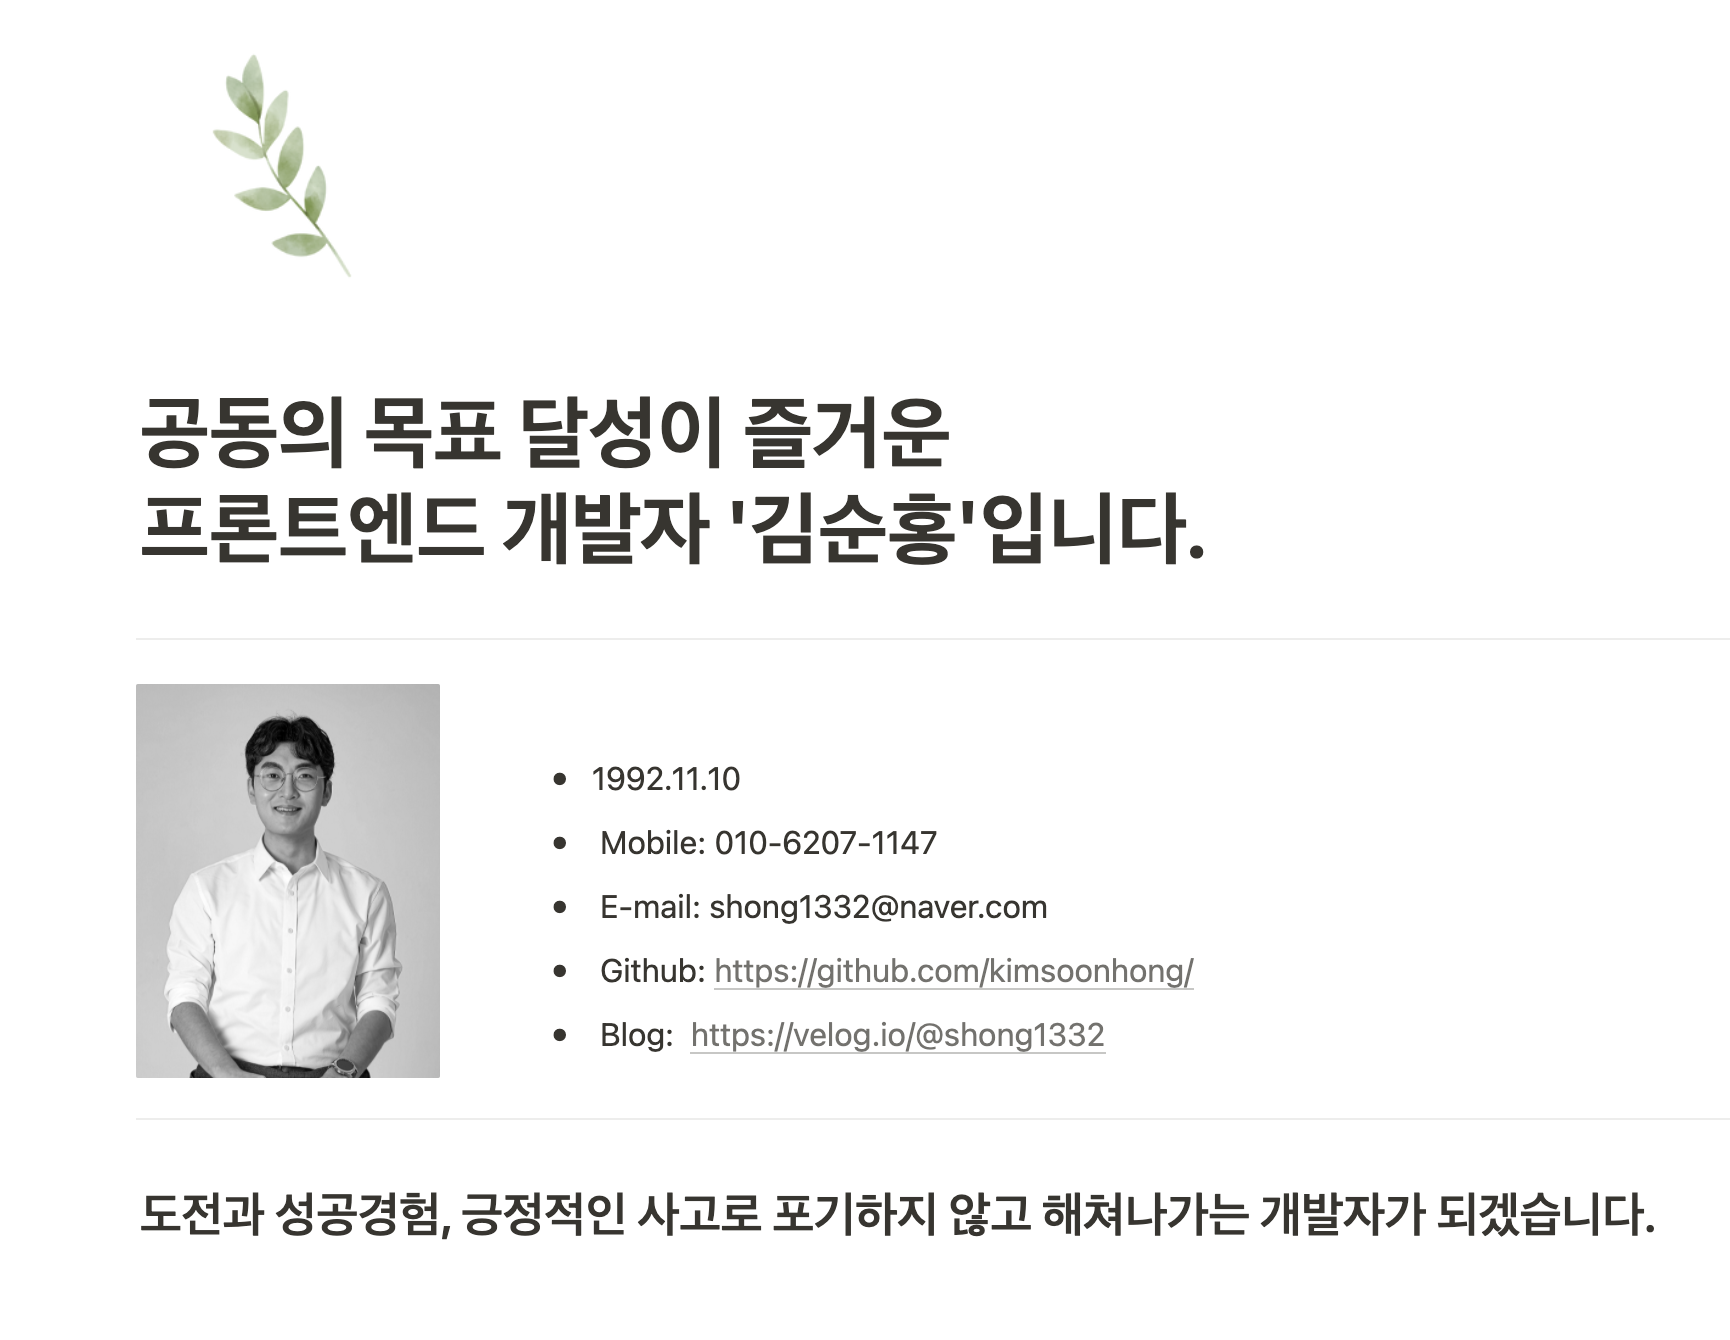 공동의 목표 달성이 즐거운
프론트엔드 개발자 '김순홍'입니다.
• 1992.11.10
• Mobile: 010-6207-1147
• E-mail: shong1332@naver.com
• Github: https://github.com/kimsoonhong/
• Blog: https://velog.io/@shong1332
도전과 성공경험, 긍정적인 사고로 포기하지 않고 해쳐나가는 개발자가 되겠습니다.